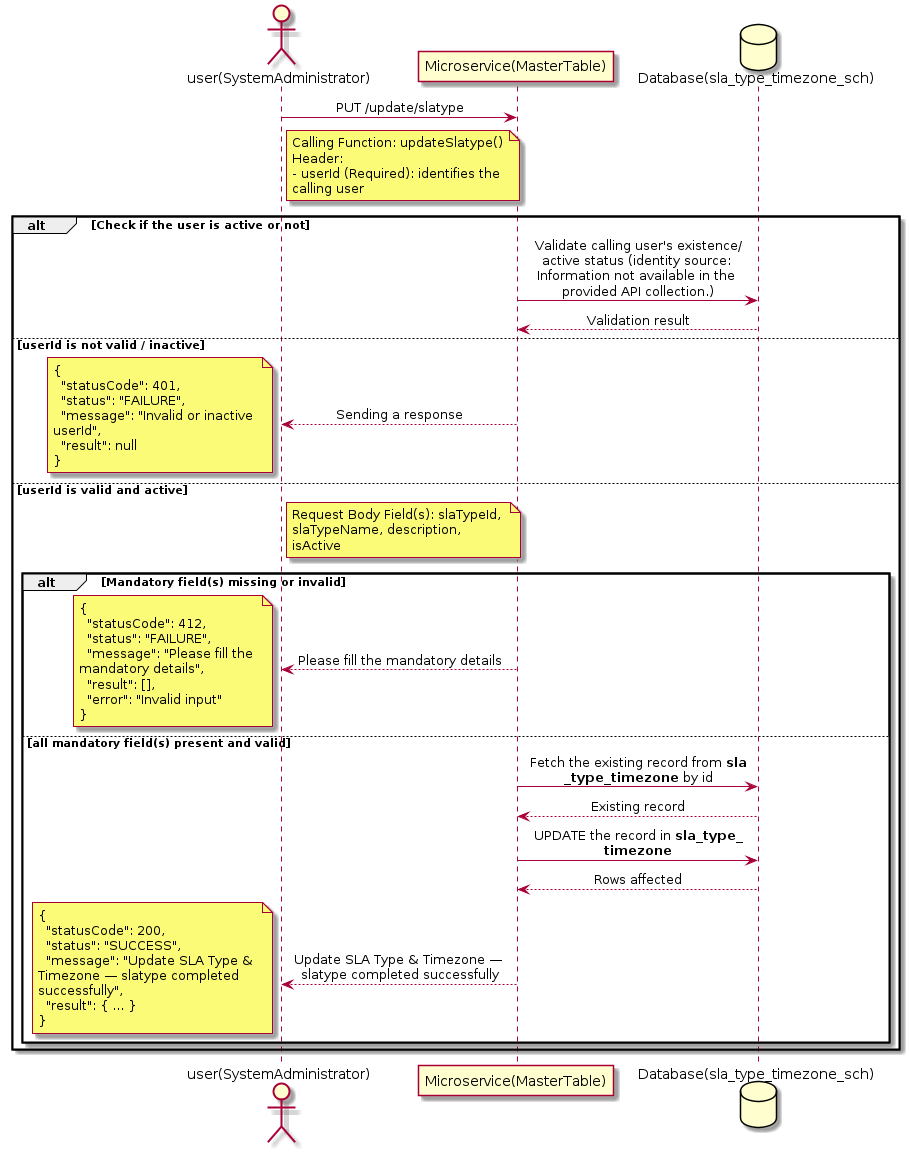 user(SystemAdministrator)
Microservice(MasterTable)
Database(sla_type_timezone_sch)
PUT /update/slatype
Calling Function: updateSlatype()
Header:
- userId (Required): identifies the
calling user
alt
[Check if the user is active or not]
Validate calling user's existence/
active status (identity source:
Information not available in the
provided API collection.)
Validation result
[userId is not valid / inactive]
{
"statusCode": 401,
"status": "FAILURE",
"message": "Invalid or inactive
userId",
"result": null
}
Sending a response
[userId is valid and active]
Request Body Field(s): slaTypeId,
slaTypeName, description,
isActive
alt
[Mandatory field(s) missing or invalid]
{
"statusCode": 412,
"status": "FAILURE",
"message": "Please fill the
mandatory details",
"result": [],
"error": "Invalid input"
}
Please fill the mandatory details
[all mandatory field(s) present and valid]
Fetch the existing record from sla
_type_timezone by id
Existing record
UPDATE the record in sla_type_
timezone
Rows affected
{
"statusCode": 200,
"status": "SUCCESS",
"message": "Update SLA Type &
Timezone — slatype completed
successfully",
"result": { ... }
}
Update SLA Type & Timezone —
slatype completed successfully
user(SystemAdministrator)
Microservice(MasterTable)
Database(sla_type_timezone_sch)